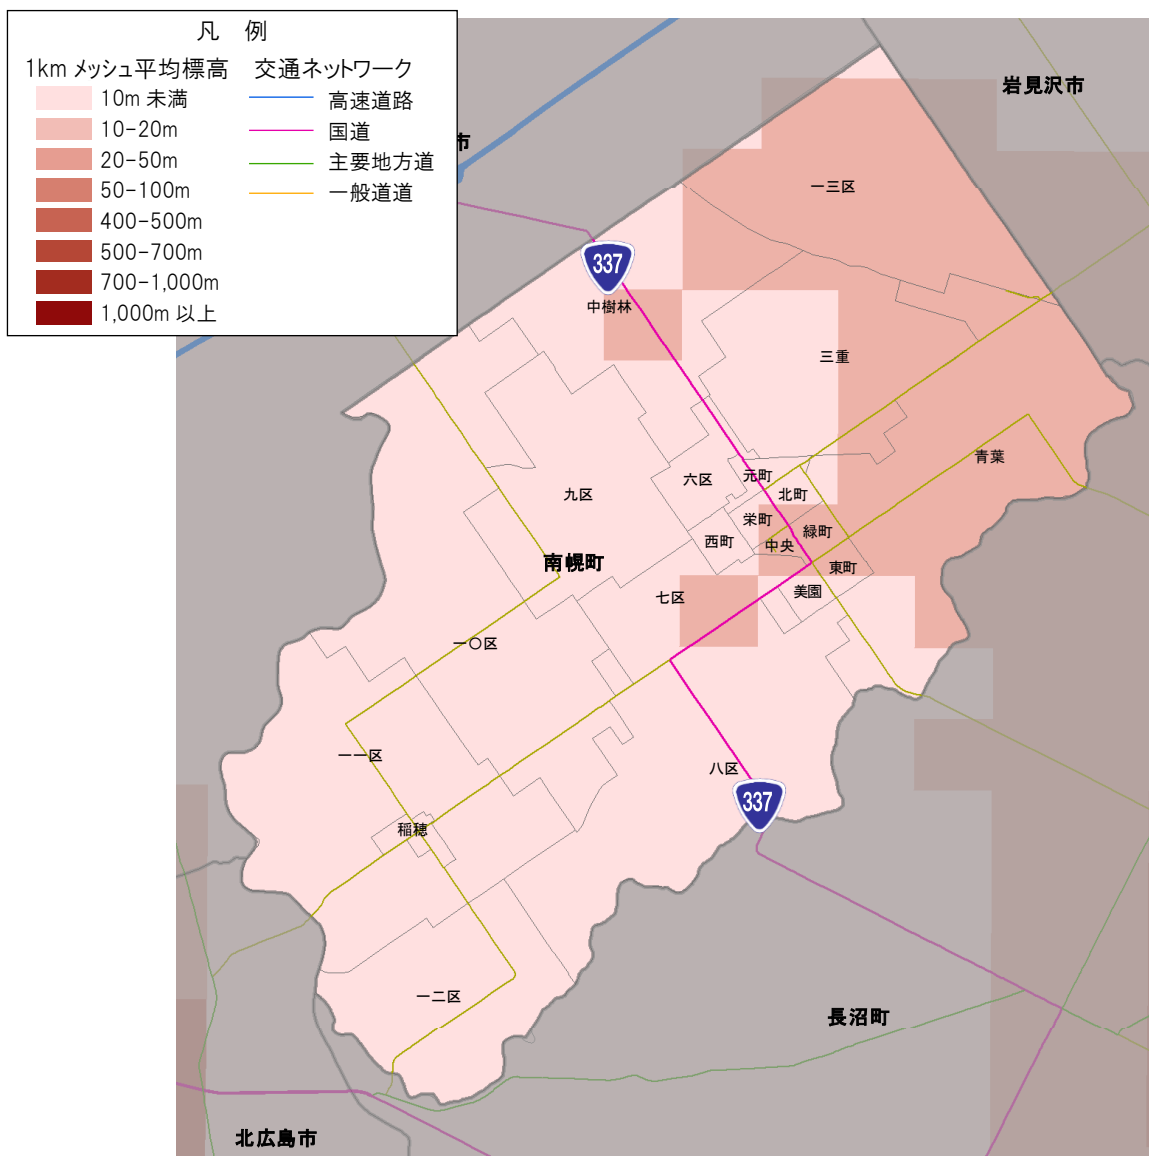 凡 例
1km メッシュ平均標高
10m 未満
10-20m
20-50m
50-100m
400-500m
500-700m
700-1,000m
1,000m 以上
交通ネットワーク
高速道路
国道
主要地方道
一般道道
市
岩見沢市
一三区
337
中樹林
三重
青葉
六区
元町
北町
九区
栄町
緑町
西町
中央
南幌町
東町
七区
美園
一〇区
一一区
八区
337
稲穂
一二区
長沼町
北広島市